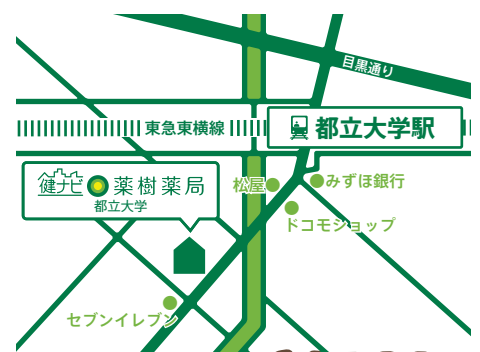 目黒通り
東急東横線
都立大学駅
健ナビ 薬樹薬局
都立大学
松屋
みずほ銀行
ドコモショップ
セブンイレブン